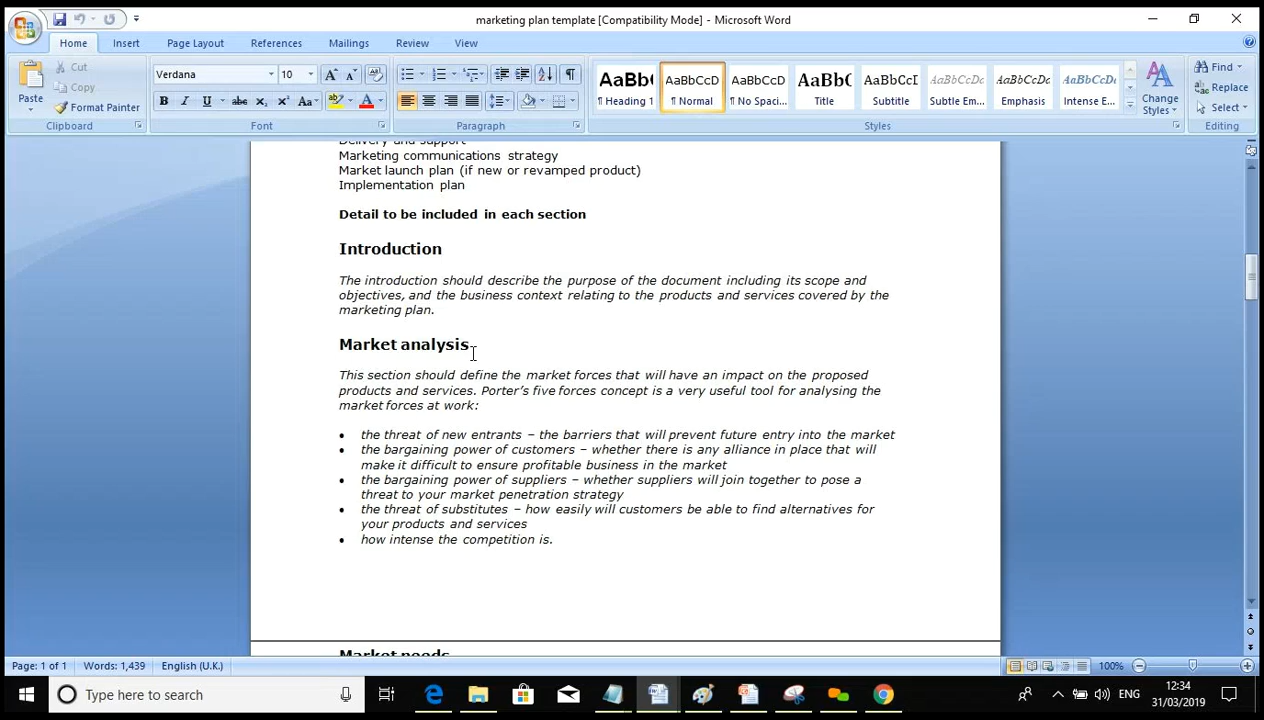 marketing plan template [Compatibility Mode] - Microsoft Word
Home Insert Page Layout References Mailings Review View
Paste
Cut
Copy
Format Painter
Clipboard
Verdana 10
B I U abc x₂ x² Aa
Font
Paragraph
AaBb( AaBbCcD AaBbCcD AaBb( AaBbCcI AaBbCcDc AaBbCcDc AaBbCcDc
¶ Heading 1 ¶ Normal ¶ No Spaci... Title Subtitle Subtle Em... Emphasis Intense E...
Styles
Change Styles
Find
Replace
Select
Editing
Delivery and support
Marketing communications strategy
Market launch plan (if new or revamped product)
Implementation plan
Detail to be included in each section
Introduction
The introduction should describe the purpose of the document including its scope and
objectives, and the business context relating to the products and services covered by the
marketing plan.
Market analysis
This section should define the market forces that will have an impact on the proposed
products and services. Porter's five forces concept is a very useful tool for analysing the
market forces at work:
• the threat of new entrants – the barriers that will prevent future entry into the market
• the bargaining power of customers – whether there is any alliance in place that will
make it difficult to ensure profitable business in the market
• the bargaining power of suppliers – whether suppliers will join together to pose a
threat to your market penetration strategy
• the threat of substitutes – how easily will customers be able to find alternatives for
your products and services
• how intense the competition is.
Market needs
Page: 1 of 1 Words: 1,439 English (U.K.) 100%
Type here to search
ENG
12:34
31/03/2019